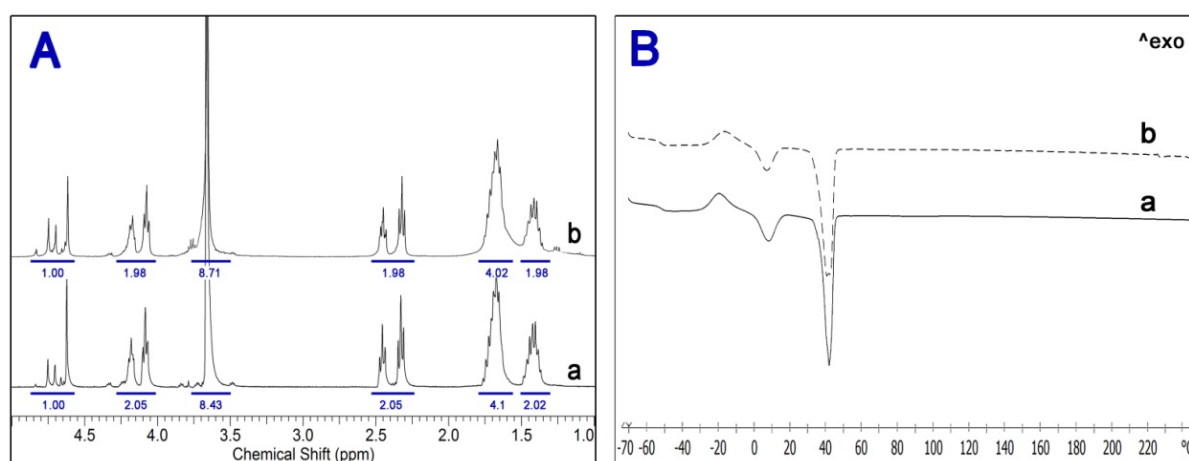 A
b
1.00 1.98 8.71 1.98 4.02 1.98
a
1.00 2.05 8.43 2.05 4.1 2.02
4.5 4.0 3.5 3.0 2.5 2.0 1.5 1.0
Chemical Shift (ppm)
B
^exo
b
a
-70 -60 -40 -20 0 20 40 60 80 100 120 140 160 180 200 220 °C